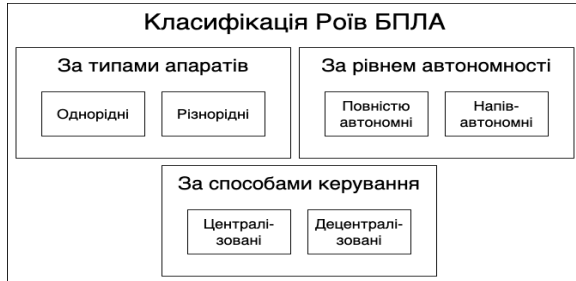 Класифікація Роїв БПЛА
За типами апаратів
Однорідні
Різнорідні
За рівнем автономності
Повністю
автономні
Напів-
автономні
За способами керування
Централі-
зовані
Децентралі-
зовані